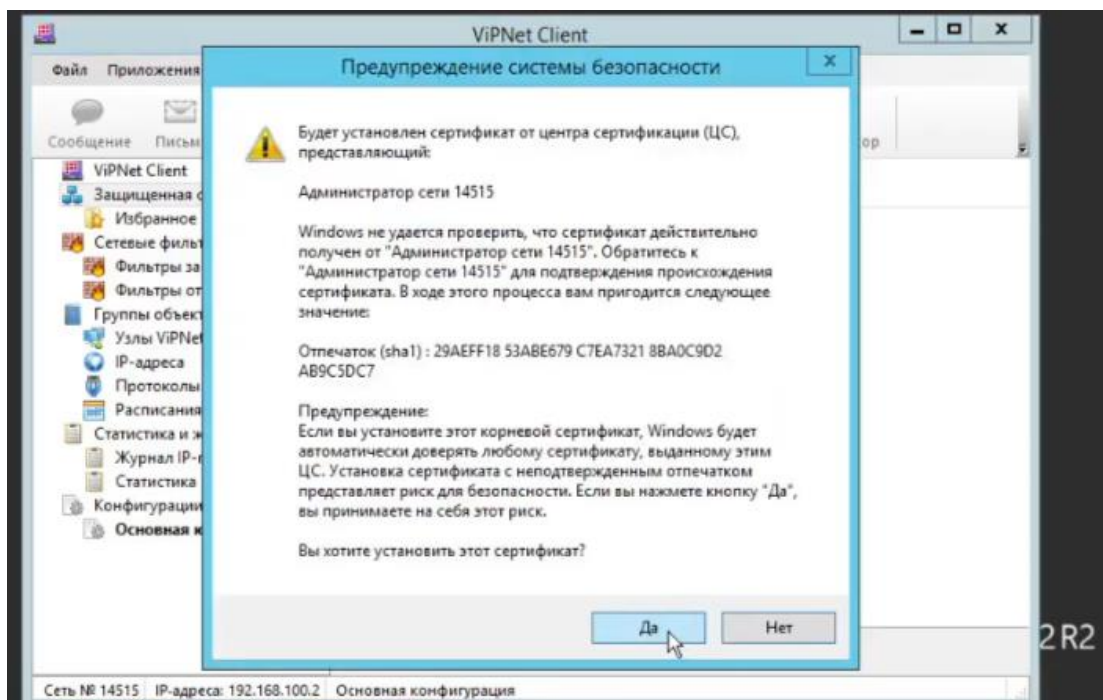 ViPNet Client
Файл Приложения
Предупреждение системы безопасности
Сообщение
ор
ViPNet Client
Защищенная с
Избранное
Сетевые фильт
Фильтры за
Фильтры от
Группы объект
Узлы ViPNet
IP-адреса
Протоколы
Расписания
Статистика и ж
Журнал IP-п
Статистика
Конфигурации
Основная к
Будет установлен сертификат от центра сертификации (ЦС),
представляющий:
Администратор сети 14515
Windows не удается проверить, что сертификат действительно
получен от "Администратор сети 14515". Обратитесь к
"Администратор сети 14515" для подтверждения происхождения
сертификата. В ходе этого процесса вам пригодится следующее
значение:
Отпечаток (sha1) : 29AEFF18 53ABE679 C7EA7321 8BA0C9D2
AB9C5DC7
Предупреждение:
Если вы установите этот корневой сертификат, Windows будет
автоматически доверять любому сертификату, выданному этим
ЦС. Установка сертификата с неподтвержденным отпечатком
представляет риск для безопасности. Если вы нажмете кнопку "Да",
вы принимаете на себя этот риск.
Вы хотите установить этот сертификат?
Да Нет
2 R2
Сеть № 14515 IP-адреса: 192.168.100.2 Основная конфигурация